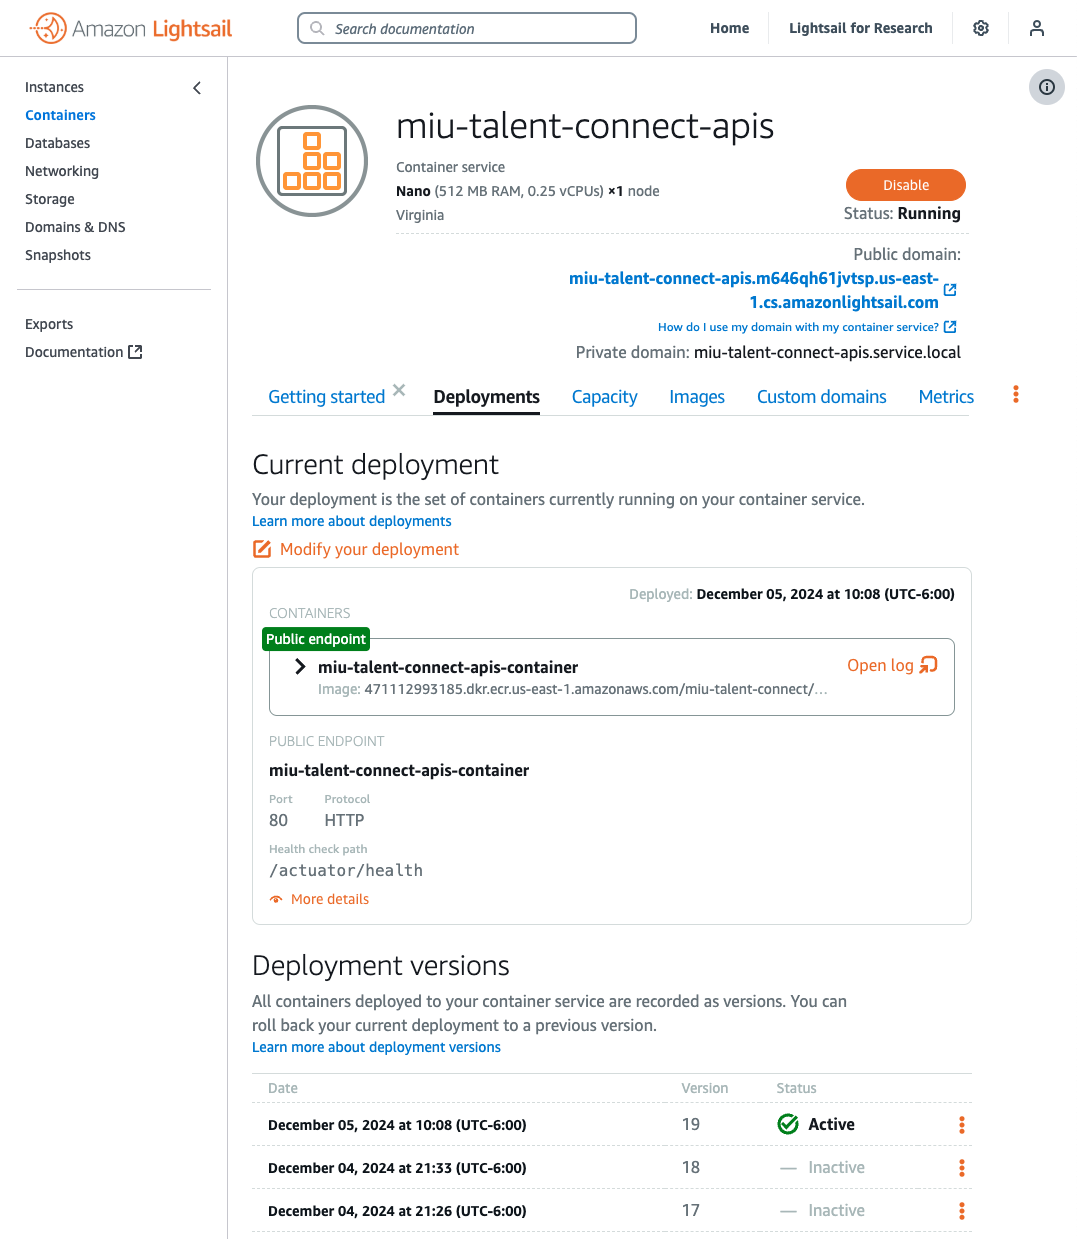 Amazon Lightsail
Search documentation
Home
Lightsail for Research
Instances
Containers
Databases
Networking
Storage
Domains & DNS
Snapshots
Exports
Documentation
miu-talent-connect-apis
Container service
Nano (512 MB RAM, 0.25 vCPUs) ×1 node
Virginia
Disable
Status: Running
Public domain:
miu-talent-connect-apis.m646qh61jvtsp.us-east-
1.cs.amazonlightsail.com
How do I use my domain with my container service?
Private domain: miu-talent-connect-apis.service.local
Getting started
Deployments
Capacity
Images
Custom domains
Metrics
Current deployment
Your deployment is the set of containers currently running on your container service.
Learn more about deployments
Modify your deployment
Deployed: December 05, 2024 at 10:08 (UTC-6:00)
CONTAINERS
Public endpoint
miu-talent-connect-apis-container
Open log
Image: 471112993185.dkr.ecr.us-east-1.amazonaws.com/miu-talent-connect/...
PUBLIC ENDPOINT
miu-talent-connect-apis-container
Port Protocol
80 HTTP
Health check path
/actuator/health
More details
Deployment versions
All containers deployed to your container service are recorded as versions. You can
roll back your current deployment to a previous version.
Learn more about deployment versions
Date Version Status
December 05, 2024 at 10:08 (UTC-6:00) 19 Active
December 04, 2024 at 21:33 (UTC-6:00) 18 — Inactive
December 04, 2024 at 21:26 (UTC-6:00) 17 — Inactive